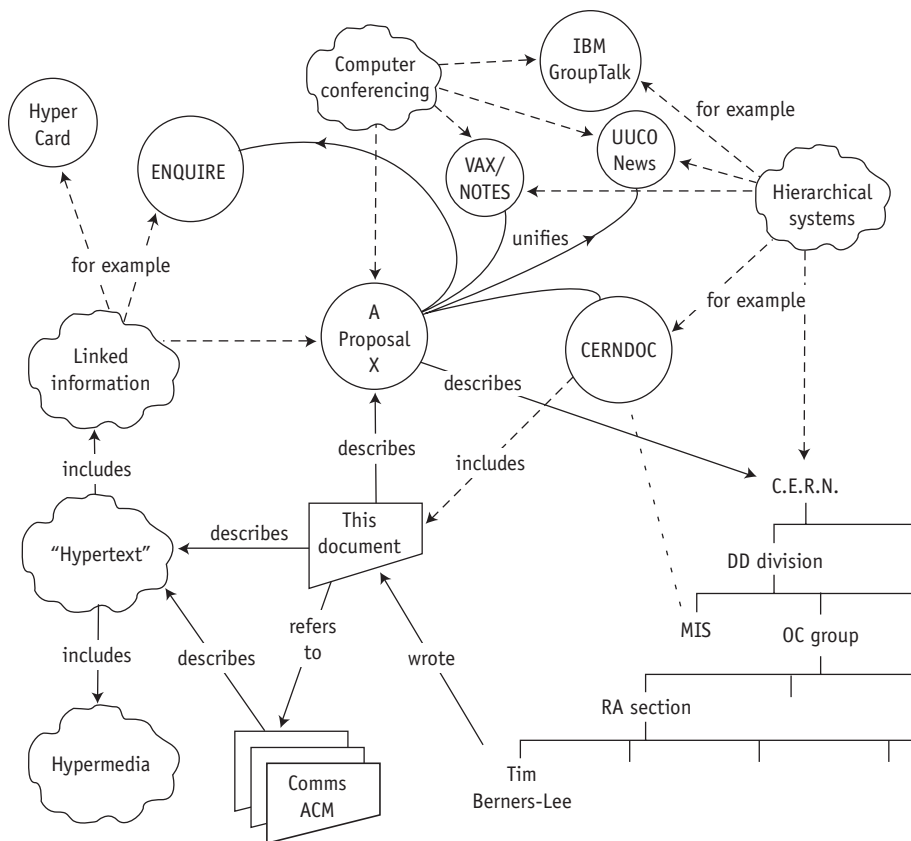 IBM
GroupTalk
Computer
conferencing
for example
Hyper
Card
UUCO
News
ENQUIRE
VAX/
NOTES
Hierarchical
systems
unifies
for example
for example
A
Proposal
X
CERNDOC
Linked
information
describes
describes
includes
includes
C.E.R.N.
This
document
describes
"Hypertext"
DD division
MIS
OC group
refers
to
includes
describes
wrote
RA section
Hypermedia
Tim
Berners-Lee
Comms
ACM